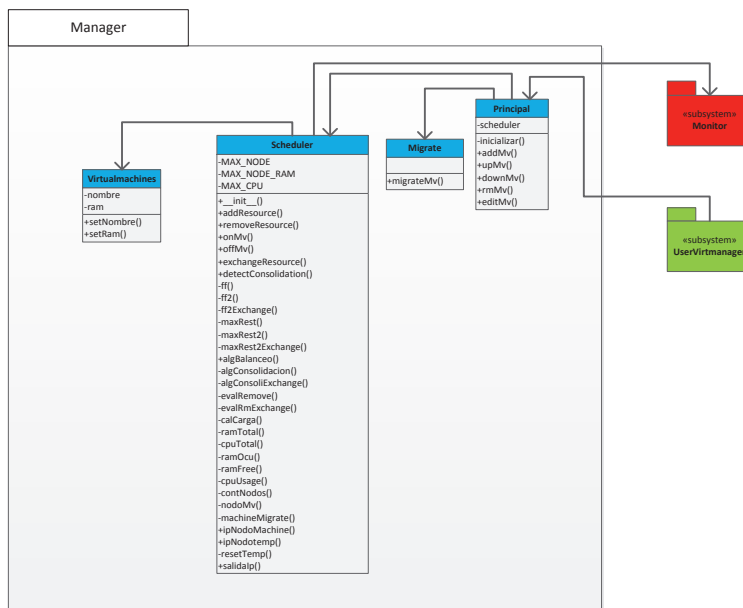 Manager
Principal
-scheduler
-inicializar()
+addMv()
+upMv()
+downMv()
+rmMv()
+editMv()
«subsystem»
Monitor
Scheduler
-MAX_NODE
-MAX_NODE_RAM
-MAX_CPU
+__init__()
+addResource()
+removeResource()
+onMv()
+offMv()
+exchangeResource()
+detectConsolidation()
-ff()
-ff2()
-ff2Exchange()
-maxRest()
-maxRest2()
-maxRest2Exchange()
+algBalanceo()
-algConsolidacion()
-algConsoliExchange()
-evalRemove()
-evalRmExchange()
-calCarga()
-ramTotal()
-cpuTotal()
-ramOcu()
-ramFree()
-cpuUsage()
-contNodos()
-nodoMv()
-machineMigrate()
+ipNodoMachine()
+ipNodotemp()
-resetTemp()
+salidaIp()
Migrate
+migrateMv()
Virtualmachines
-nombre
-ram
+setNombre()
+setRam()
«subsystem»
UserVirtmanager